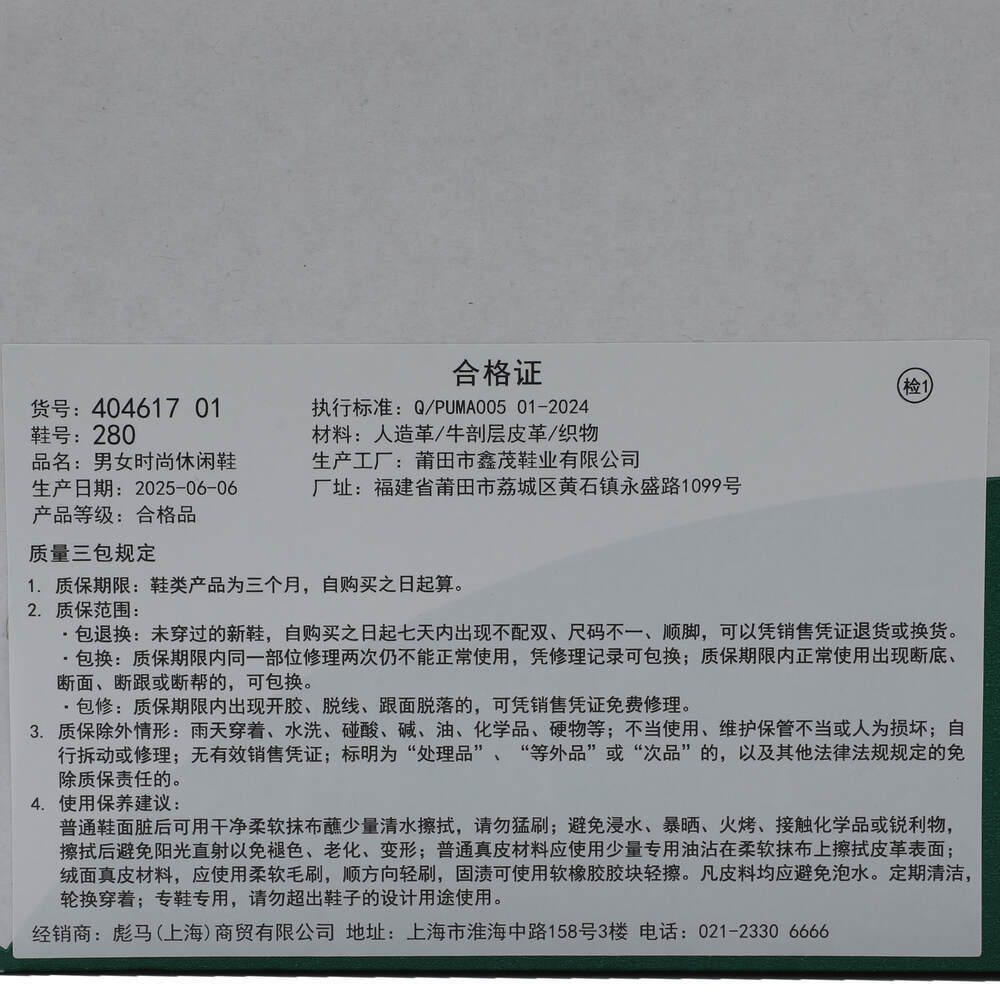 合格证
检1
货号：404617 01
执行标准：Q/PUMA005 01-2024
鞋号：280
材料：人造革/牛剖层皮革/织物
品名：男女时尚休闲鞋
生产工厂：莆田市鑫茂鞋业有限公司
生产日期：2025-06-06
厂址：福建省莆田市荔城区黄石镇永盛路1099号
产品等级：合格品
质量三包规定
1. 质保期限：鞋类产品为三个月，自购买之日起算。
2. 质保范围：
·包退换：未穿过的新鞋，自购买之日起七天内出现不配双、尺码不一、顺脚，可以凭销售凭证退货或换货。
·包换：质保期限内同一部位修理两次仍不能正常使用，凭修理记录可包换；质保期限内正常使用出现断底、
断面、断跟或断帮的，可包换。
·包修：质保期限内出现开胶、脱线、跟面脱落的，可凭销售凭证免费修理。
3. 质保除外情形：雨天穿着、水洗、碰酸、碱、油、化学品、硬物等；不当使用、维护保管不当或人为损坏；自
行拆动或修理；无有效销售凭证；标明为“处理品”、“等外品”或“次品”的，以及其他法律法规规定的免
除质保责任的。
4. 使用保养建议：
普通鞋面脏后可用干净柔软抹布蘸少量清水擦拭，请勿猛刷；避免浸水、暴晒、火烤、接触化学品或锐利物，
擦拭后避免阳光直射以免褪色、老化、变形；普通真皮材料应使用少量专用油沾在柔软抹布上擦拭皮革表面；
绒面真皮材料，应使用柔软毛刷，顺方向轻刷，固渍可使用软橡胶胶块轻擦。凡皮料均应避免泡水。定期清洁，
轮换穿着；专鞋专用，请勿超出鞋子的设计用途使用。
经销商：彪马(上海)商贸有限公司 地址：上海市淮海中路158号3楼 电话：021-2330 6666